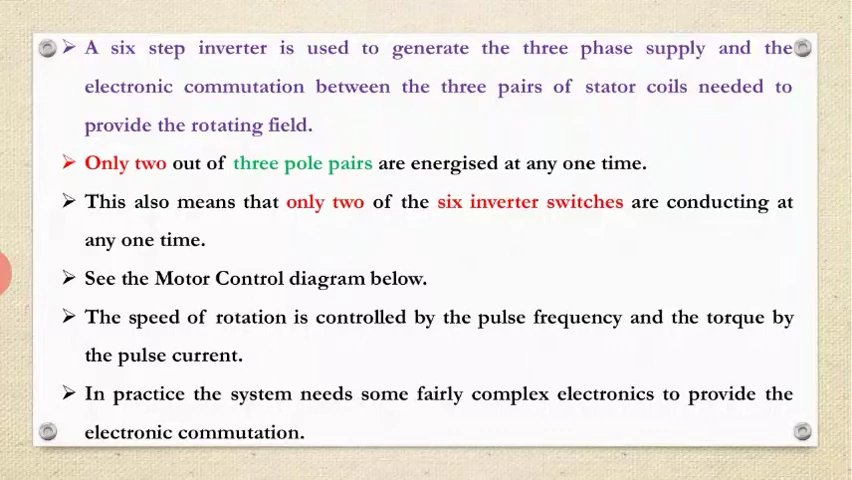 ➢ A six step inverter is used to generate the three phase supply and the
electronic commutation between the three pairs of stator coils needed to
provide the rotating field.
➢ Only two out of three pole pairs are energised at any one time.
➢ This also means that only two of the six inverter switches are conducting at
any one time.
➢ See the Motor Control diagram below.
➢ The speed of rotation is controlled by the pulse frequency and the torque by
the pulse current.
➢ In practice the system needs some fairly complex electronics to provide the
electronic commutation.